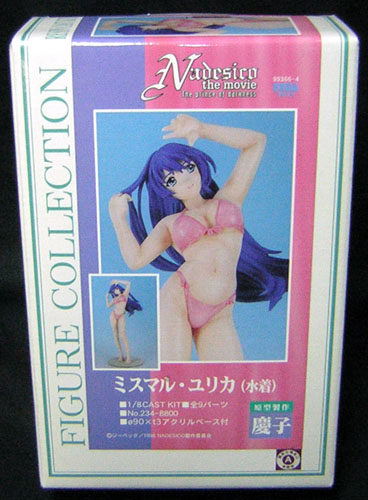 FIGURE COLLECTION
Nadesico
the movie
The prince of darkness
ミスマル・ユリカ(水着)
■1/8CAST KIT■全9パーツ
■No.234-8800
■ø90×t3アクリルベース付
原型製作
慶子